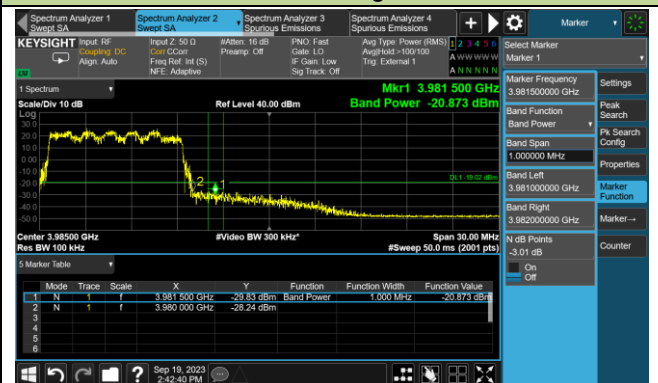 Spectrum Analyzer 1
Swept SA
Spectrum Analyzer 2
Swept SA
Spectrum Analyzer 3
Spurious Emissions
Spectrum Analyzer 4
Spurious Emissions
Marker
KEYSIGHT
Input: RF
Coupling: DC
Align: Auto
Input Z: 50 Ω
Corr CCorr
Freq Ref: Int (S)
NFE: Adaptive
#Atten: 16 dB
Preamp: Off
PNO: Fast
Gate: LO
IF Gain: Low
Sig Track: Off
Avg Type: Power (RMS)
Avg|Hold >100/100
Trig: External 1
1 2 3 4 5 6
A W W W W W
A N N N N N
Select Marker
Marker 1
1 Spectrum
Mkr1 3.981 500 GHz
Scale/Div 10 dB
Ref Level 40.00 dBm
Band Power -20.873 dBm
Log
30.0
20.0
10.0
0.00
-10.0
-20.0
-30.0
-40.0
-50.0
2
1
DL1 -19.02 dBm
Center 3.98500 GHz
#Video BW 300 kHz*
Span 30.00 MHz
Res BW 100 kHz
#Sweep 50.0 ms (2001 pts)
Marker Frequency
3.981500000 GHz
Band Function
Band Power
Band Span
1.000000 MHz
Band Left
3.981000000 GHz
Band Right
3.982000000 GHz
N dB Points
-3.01 dB
On
Off
Settings
Peak
Search
Pk Search
Config
Properties
Marker
Function
Marker→
Counter
5 Marker Table
Mode Trace Scale X Y Function Function Width Function Value
1 N 1 f 3.981 500 GHz -29.83 dBm Band Power 1.000 MHz -20.873 dBm
2 N 1 f 3.980 000 GHz -28.24 dBm
3
4
5
6
Sep 19, 2023
2:42:40 PM